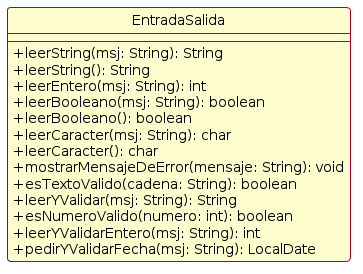 EntradaSalida
+leerString(msj: String): String
+leerString(): String
+leerEntero(msj: String): int
+leerBooleano(msj: String): boolean
+leerBooleano(): boolean
+leerCaracter(msj: String): char
+leerCaracter(): char
+mostrarMensajeDeError(mensaje: String): void
+esTextoValido(cadena: String): boolean
+leerYValidar(msj: String): String
+esNumeroValido(numero: int): boolean
+leerYValidarEntero(msj: String): int
+pedirYValidarFecha(msj: String): LocalDate